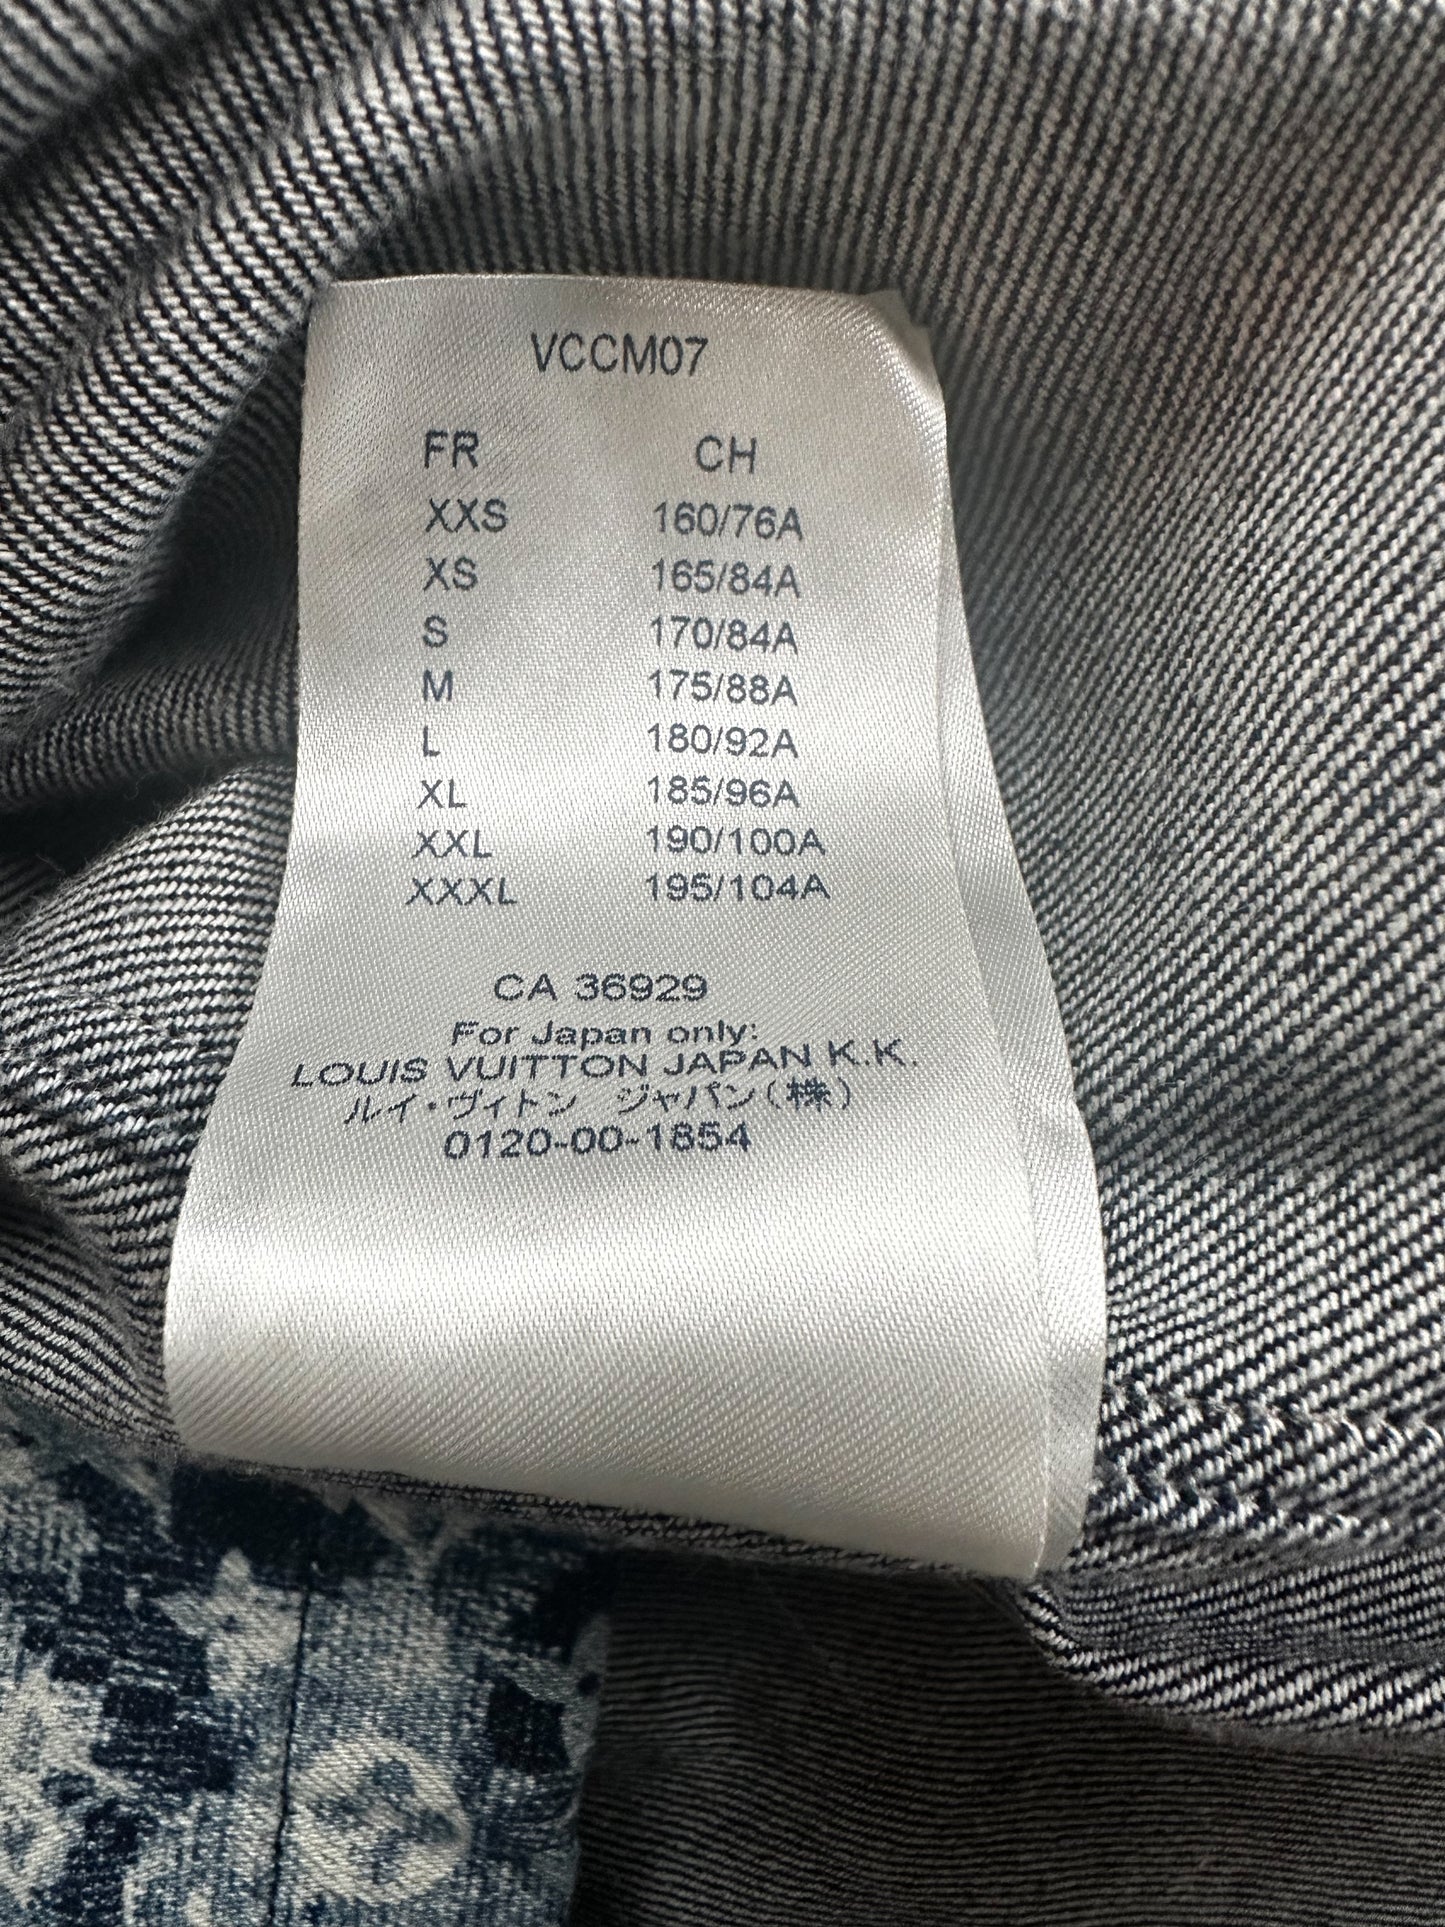 VCCM07
FR CH
XXS 160/76A
XS 165/84A
S 170/84A
M 175/88A
L 180/92A
XL 185/96A
XXL 190/100A
XXXL 195/104A
CA 36929
For Japan only:
LOUIS VUITTON JAPAN K.K.
ルイ・ヴィトン ジャパン(株)
0120-00-1854